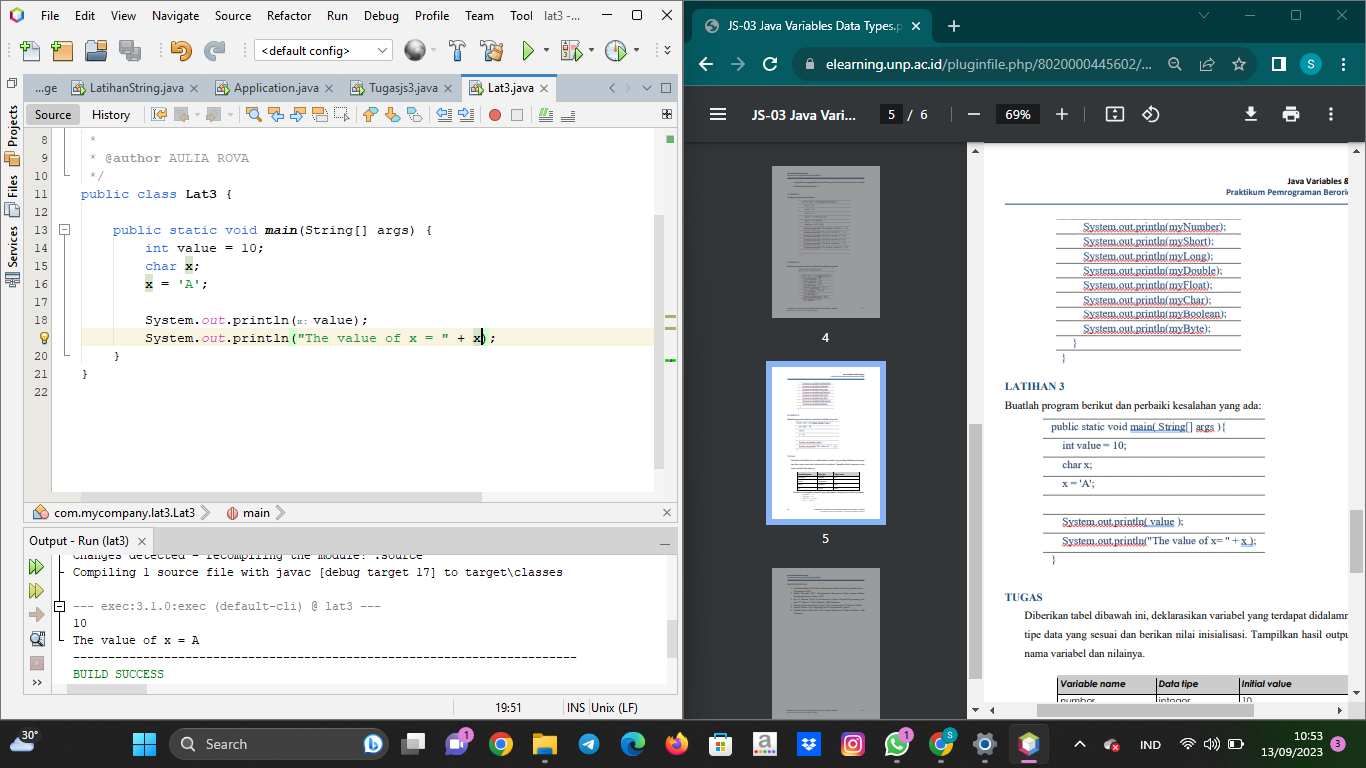 File Edit View Navigate Source Refactor Run Debug Profile Team Tool lat3 -...
<default config>
...ge LatihanString.java Application.java Tugasjs3.java Lat3.java
Source History
Projects
Files
Services
8 *
9 * @author AULIA ROVA
10 */
11 public class Lat3 {
12
13 public static void main(String[] args) {
14 int value = 10;
15 char x;
16 x = 'A';
17
18 System.out.println(x: value);
System.out.println("The value of x = " + x);
20 }
21 }
22
com.mycompany.lat3.Lat3 main
Output - Run (lat3)
Changes detected - recompiling the module! :source
Compiling 1 source file with javac [debug target 17] to target\classes
--- exec:3.1.0:exec (default-cli) @ lat3 ---
10
The value of x = A
------------------------------------------------------------------------
BUILD SUCCESS
19:51 INS Unix (LF)
JS-03 Java Variables Data Types.p
elearning.unp.ac.id/pluginfile.php/8020000445602/... S
JS-03 Java Vari... 5 / 6 69%
4
5
Java Variables &
Praktikum Pemrograman Berori
System.out.println(myNumber);
System.out.println(myShort);
System.out.println(myLong);
System.out.println(myDouble);
System.out.println(myFloat);
System.out.println(myChar);
System.out.println(myBoolean);
System.out.println(myByte);
}
}
LATIHAN 3
Buatlah program berikut dan perbaiki kesalahan yang ada:
public static void main( String[] args ){
int value = 10;
char x;
x = 'A';
System.out.println( value );
System.out.println("The value of x= " + x );
}
TUGAS
Diberikan tabel dibawah ini, deklarasikan variabel yang terdapat didalamn
tipe data yang sesuai dan berikan nilai inisialisasi. Tampilkan hasil outpu
nama variabel dan nilainya.
Variable name Data tipe Initial value
number integer 10
30°
Search
1
1
S
IND
10:53
13/09/2023
3